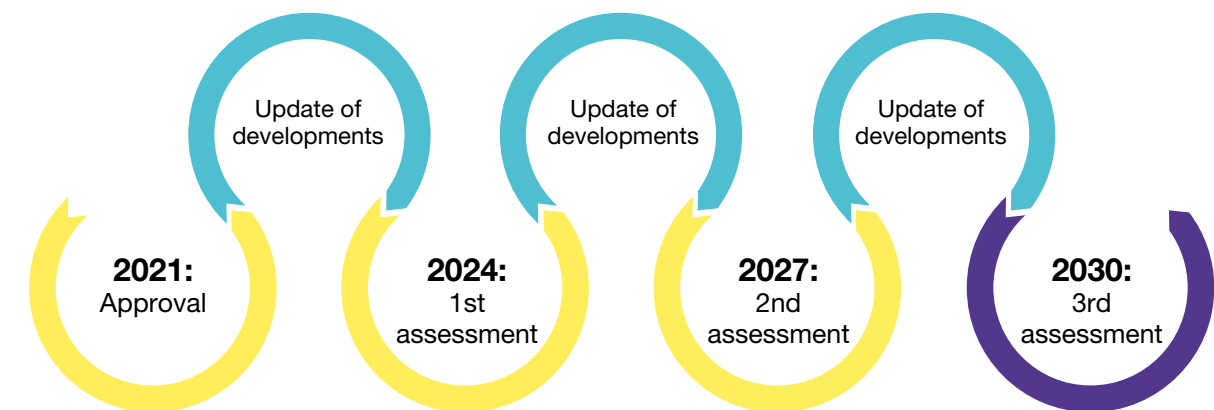 Update of
developments
Update of
developments
Update of
developments
2021:
Approval
2024:
1st
assessment
2027:
2nd
assessment
2030:
3rd
assessment